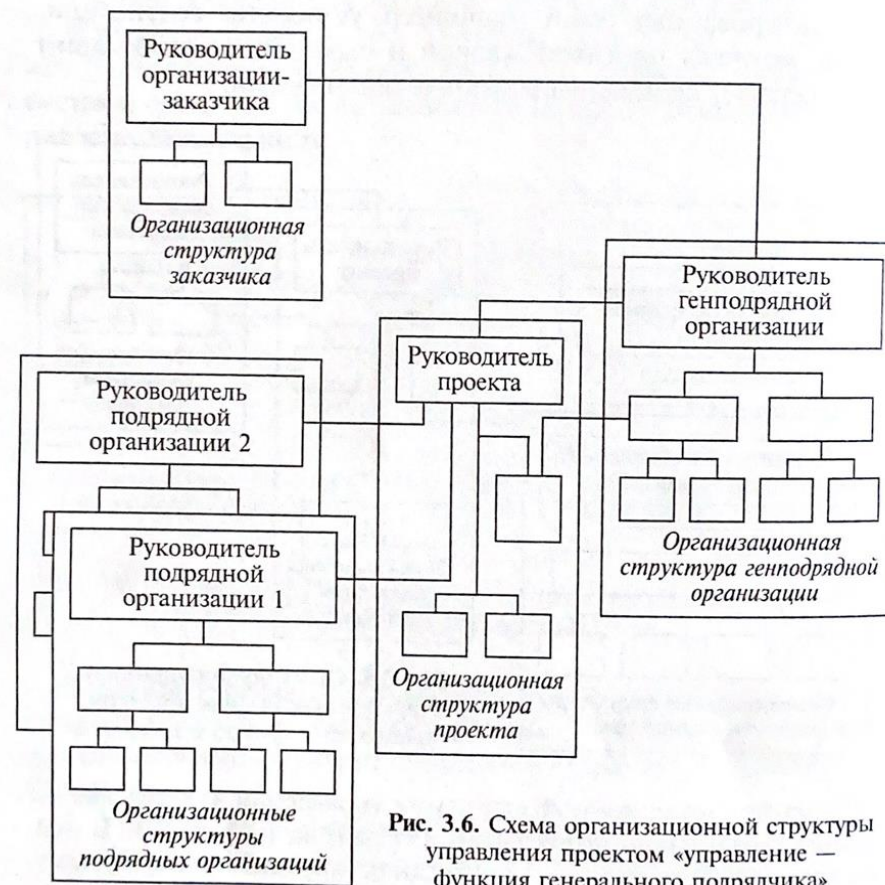 Руководитель
организации-
заказчика
Организационная
структура
заказчика
Руководитель
генподрядной
организации
Организационная
структура генподрядной
организации
Руководитель
проекта
Организационная
структура
проекта
Руководитель
подрядной
организации 2
Руководитель
подрядной
организации 1
Организационные
структуры
подрядных организаций
Рис. 3.6. Схема организационной структуры
управления проектом «управление —
функция генерального подрядчика»